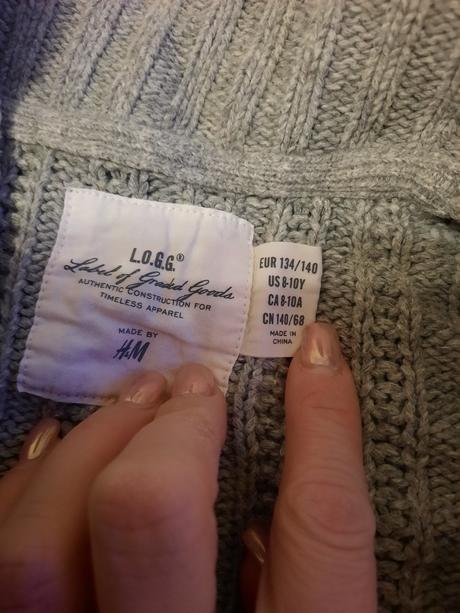 L.O.G.G.®
Label of Graded Goods
AUTHENTIC CONSTRUCTION FOR
TIMELESS APPAREL
MADE BY
H&M
EUR 134/140
US 8-10Y
CA 8-10A
CN 140/68
MADE IN
CHINA